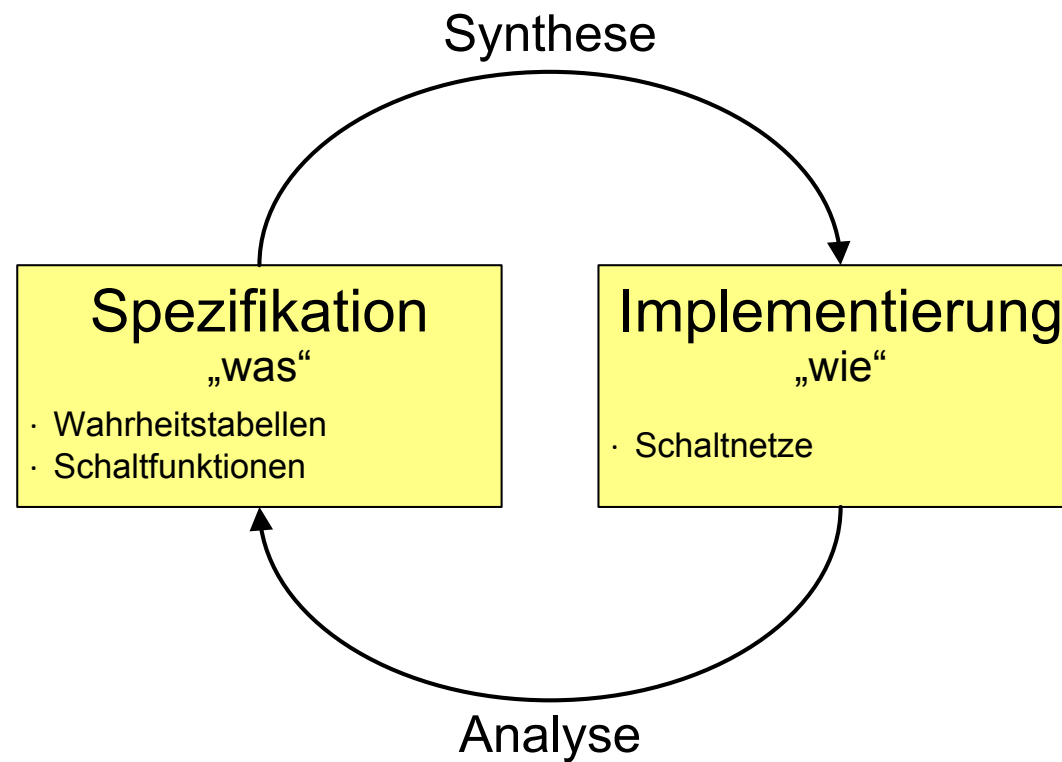 Synthese
Spezifikation
„was“
· Wahrheitstabellen
· Schaltfunktionen
Implementierung
„wie“
· Schaltnetze
Analyse